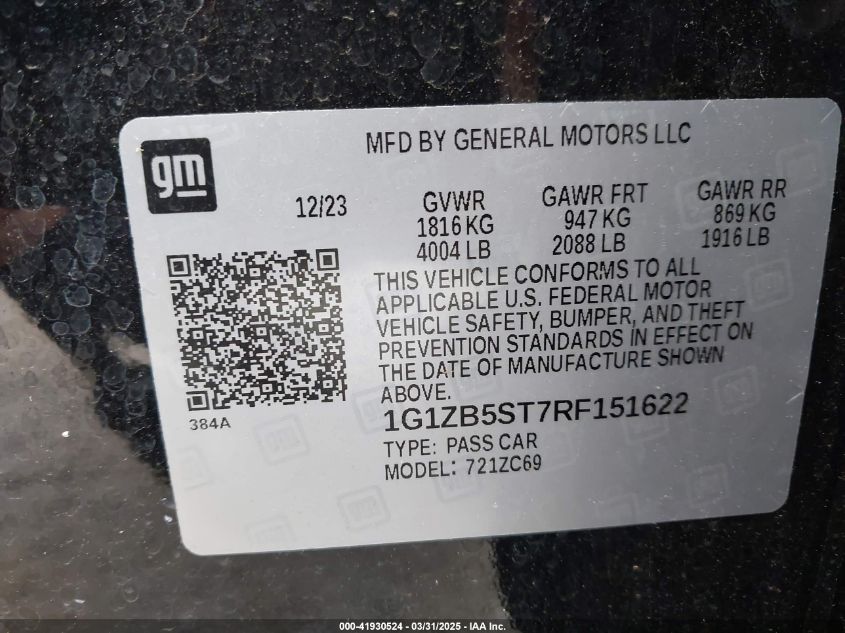 gm
MFD BY GENERAL MOTORS LLC
12/23
GVWR
1816 KG
4004 LB
GAWR FRT
947 KG
2088 LB
GAWR RR
869 KG
1916 LB
THIS VEHICLE CONFORMS TO ALL
APPLICABLE U.S. FEDERAL MOTOR
VEHICLE SAFETY, BUMPER, AND THEFT
PREVENTION STANDARDS IN EFFECT ON
THE DATE OF MANUFACTURE SHOWN
ABOVE.
384A
1G1ZB5ST7RF151622
TYPE: PASS CAR
MODEL: 721ZC69
000-41930524 - 03/31/2025 - IAA Inc.